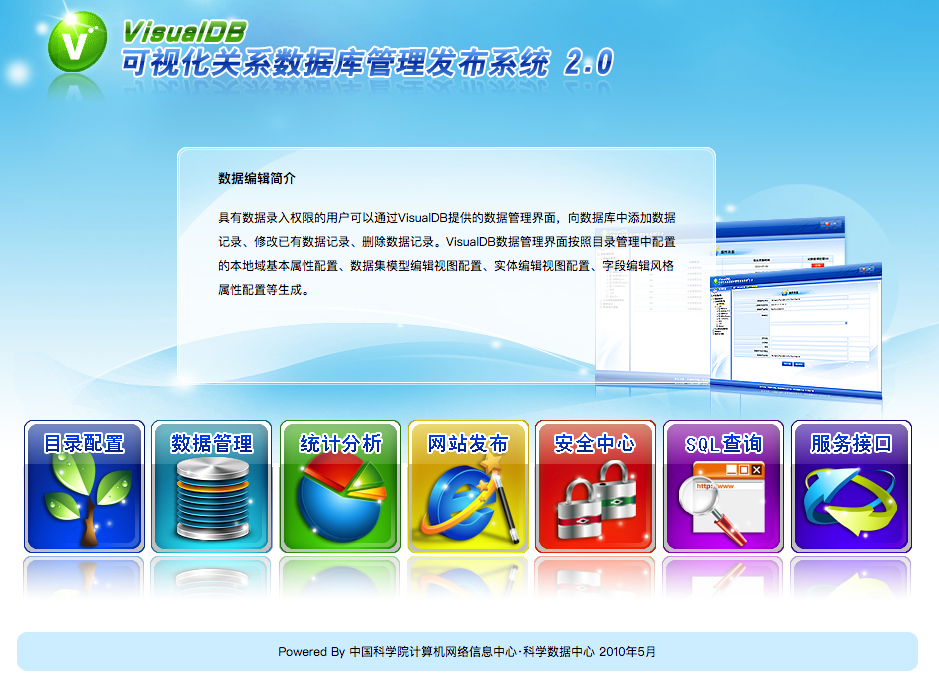 VisualDB
可视化关系数据库管理发布系统 2.0
数据编辑简介
具有数据录入权限的用户可以通过VisualDB提供的数据管理界面，向数据库中添加数据
记录、修改已有数据记录、删除数据记录。VisualDB数据管理界面按照目录管理中配置
的本地域基本属性配置、数据集模型编辑视图配置、实体编辑视图配置、字段编辑风格
属性配置等生成。
目录配置
数据管理
统计分析
网站发布
安全中心
SQL查询
服务接口
http://www
Powered By 中国科学院计算机网络信息中心·科学数据中心 2010年5月